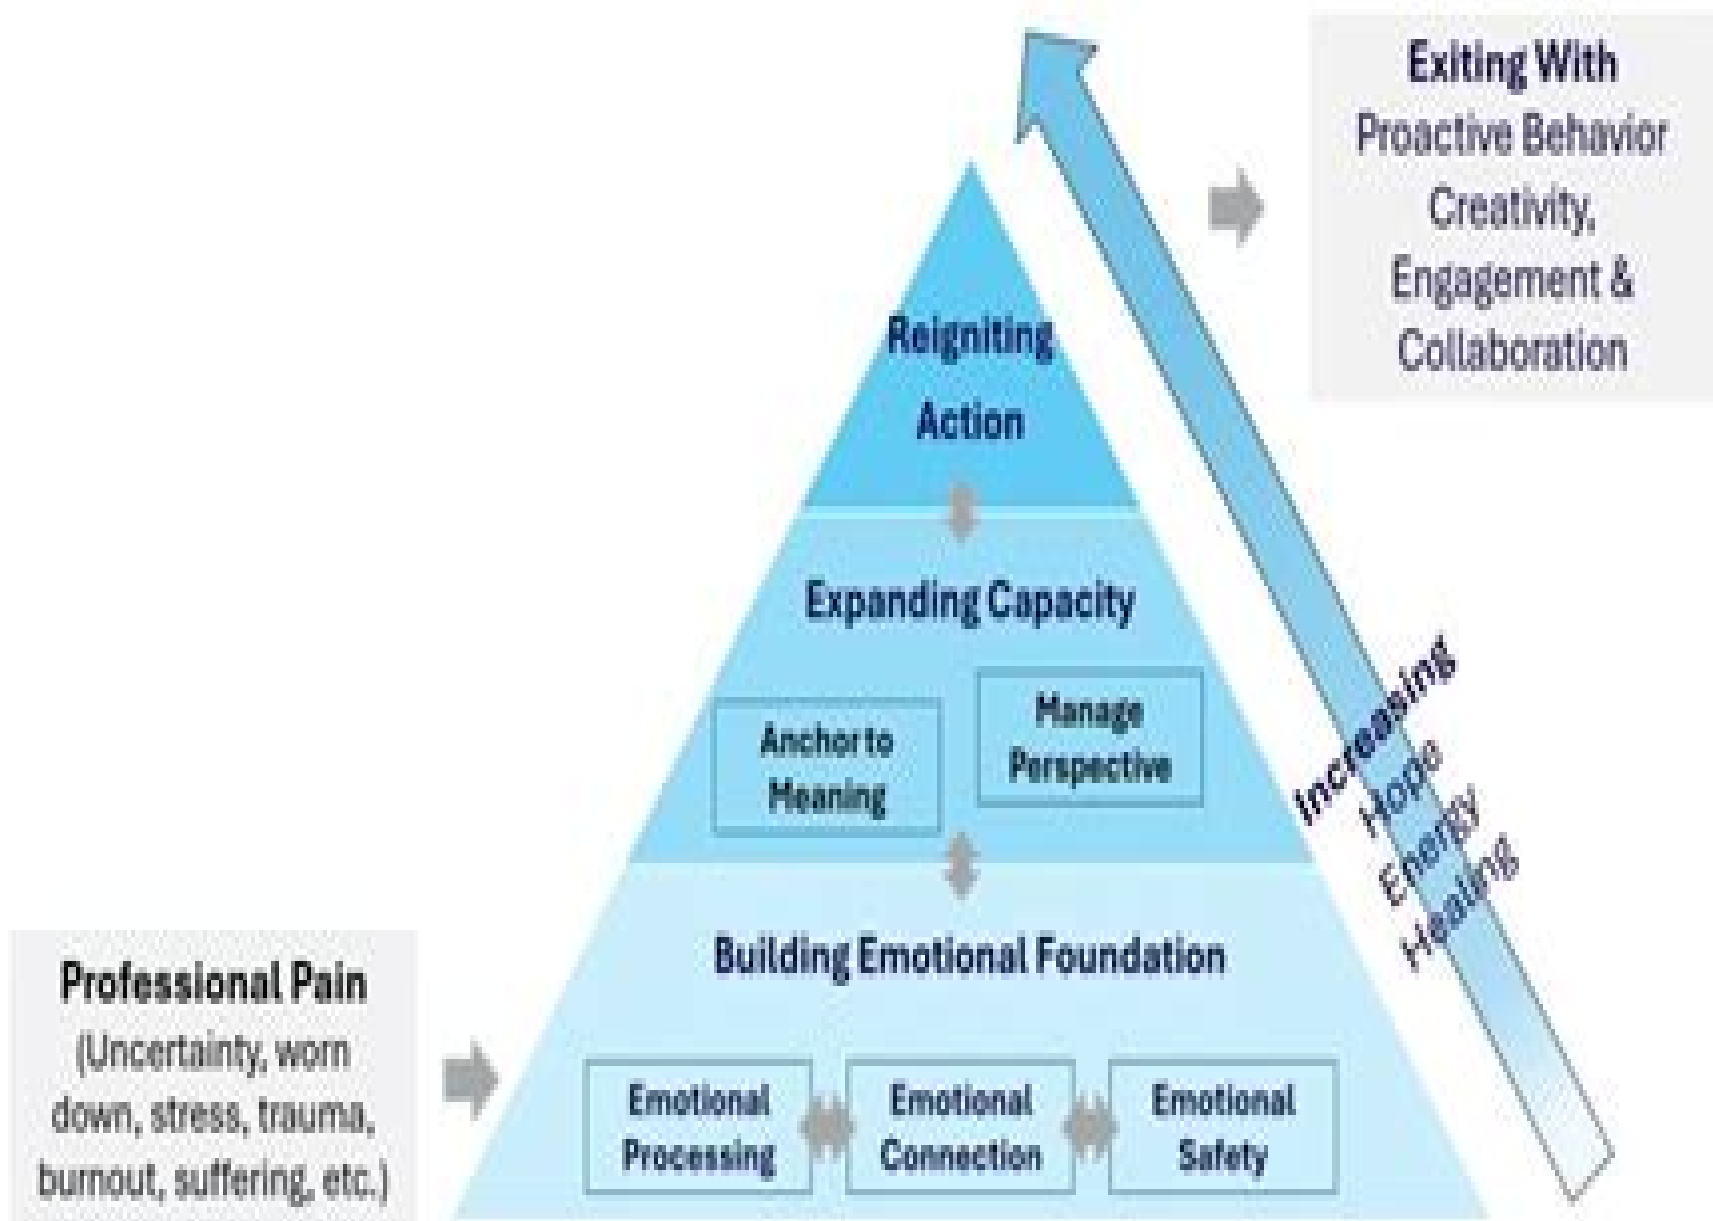 Exiting With
Proactive Behavior
Creativity,
Engagement &
Collaboration
Reigniting
Action
Expanding Capacity
Anchor to
Meaning
Manage
Perspective
Increasing
Hope
Energy
Healing
Building Emotional Foundation
Professional Pain
(Uncertainty, worn
down, stress, trauma,
burnout, suffering, etc.)
Emotional
Processing
Emotional
Connection
Emotional
Safety